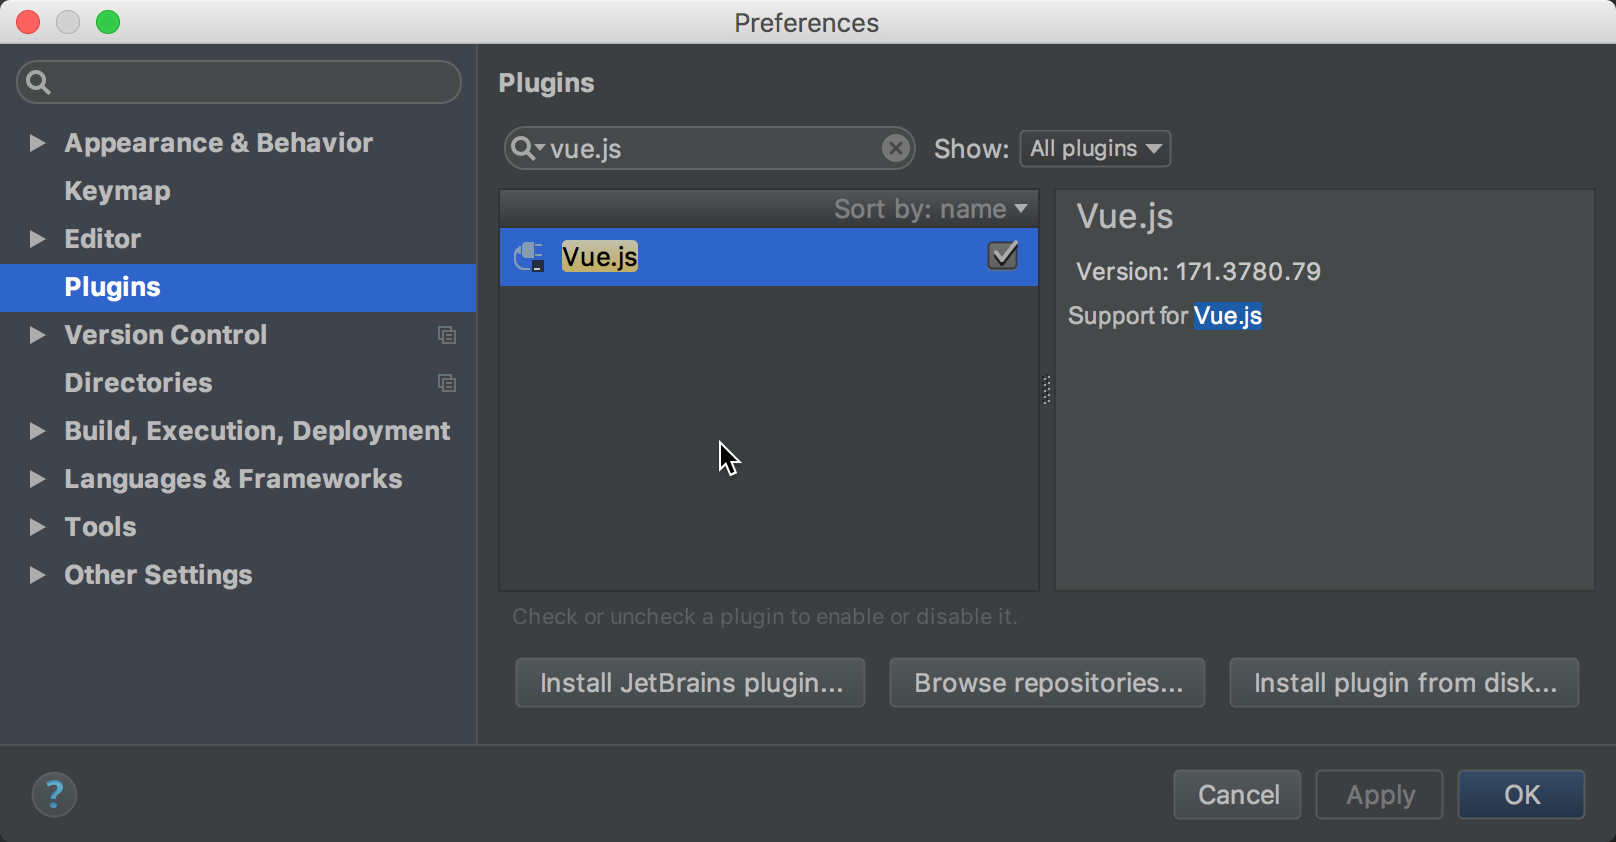 Preferences
Appearance & Behavior
Keymap
Editor
Plugins
Version Control
Directories
Build, Execution, Deployment
Languages & Frameworks
Tools
Other Settings
Plugins
vue.js
Show: All plugins
Sort by: name
Vue.js
Vue.js
Version: 171.3780.79
Support for Vue.js
Check or uncheck a plugin to enable or disable it.
Install JetBrains plugin...
Browse repositories...
Install plugin from disk...
?
Cancel
Apply
OK